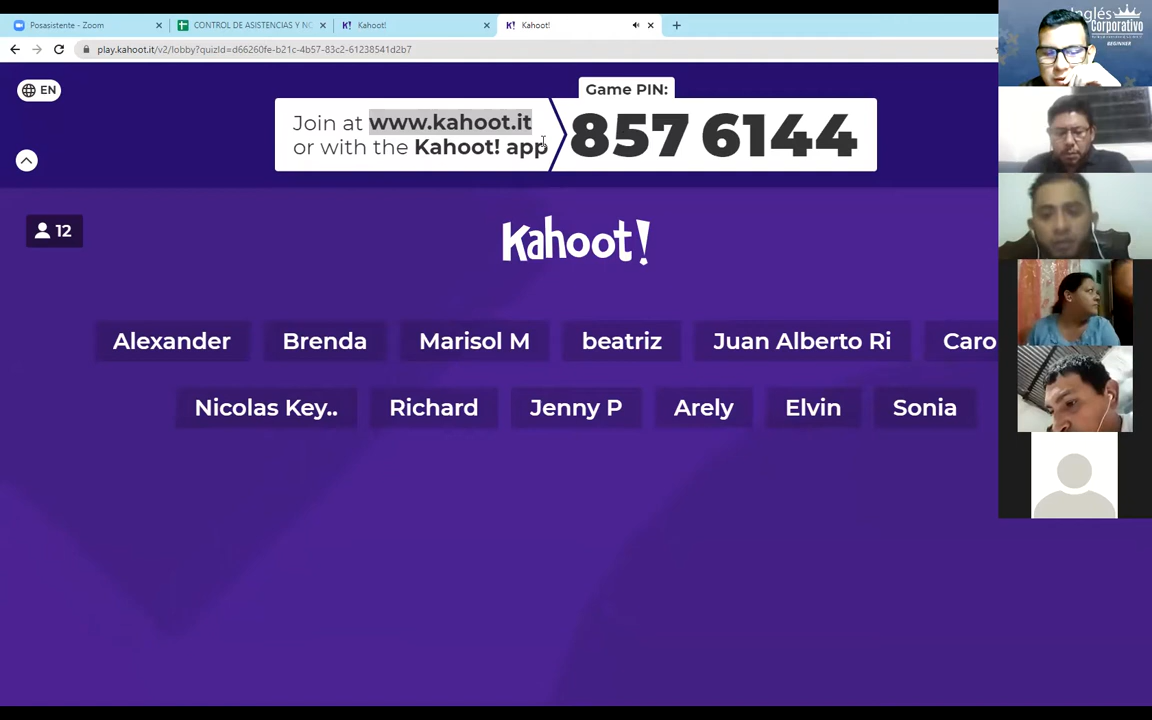 Posasistente - Zoom
CONTROL DE ASISTENCIAS Y NO
Kahoot!
Kahoot!
play.kahoot.it/v2/lobby?quizId=d66260fe-b21c-4b57-83c2-61238541d2b7
Inglés
Corporativo
BEGINNER
EN
Join at www.kahoot.it
or with the Kahoot! app
Game PIN:
857 6144
12
Kahoot!
Alexander
Brenda
Marisol M
beatriz
Juan Alberto Ri
Caro
Nicolas Key..
Richard
Jenny P
Arely
Elvin
Sonia